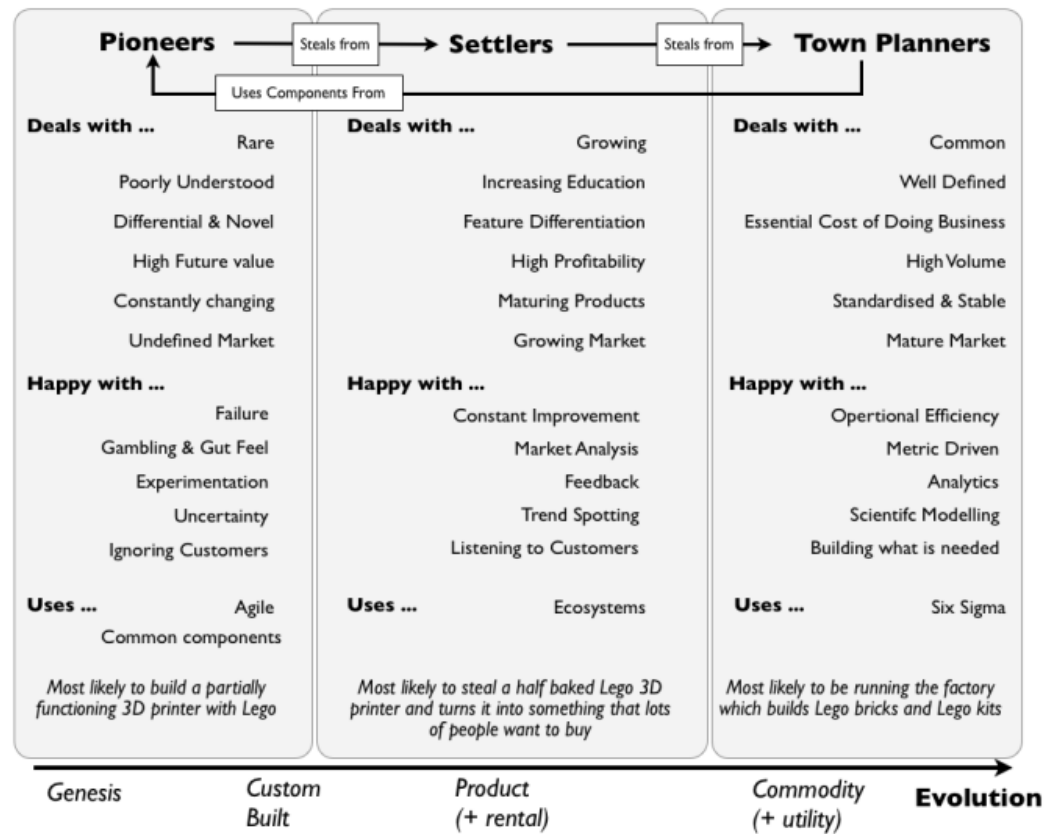 Pioneers
Steals from
Settlers
Steals from
Town Planners
Uses Components From
Deals with ...
Rare
Poorly Understood
Differential & Novel
High Future value
Constantly changing
Undefined Market
Happy with ...
Failure
Gambling & Gut Feel
Experimentation
Uncertainty
Ignoring Customers
Uses ...
Agile
Common components
Most likely to build a partially
functioning 3D printer with Lego
Deals with ...
Growing
Increasing Education
Feature Differentiation
High Profitability
Maturing Products
Growing Market
Happy with ...
Constant Improvement
Market Analysis
Feedback
Trend Spotting
Listening to Customers
Uses ...
Ecosystems
Most likely to steal a half baked Lego 3D
printer and turns it into something that lots
of people want to buy
Deals with ...
Common
Well Defined
Essential Cost of Doing Business
High Volume
Standardised & Stable
Mature Market
Happy with ...
Opertional Efficiency
Metric Driven
Analytics
Scientifc Modelling
Building what is needed
Uses ...
Six Sigma
Most likely to be running the factory
which builds Lego bricks and Lego kits
Genesis
Custom
Built
Product
(+ rental)
Commodity
(+ utility)
Evolution